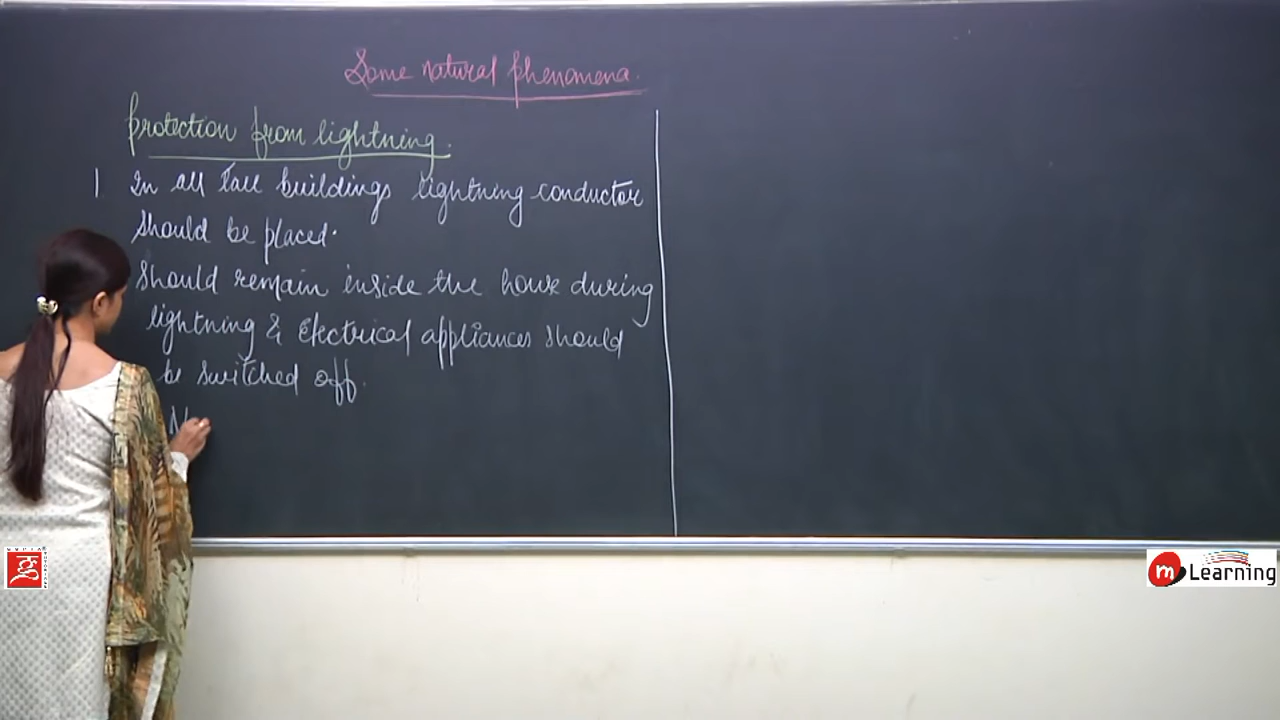 Some natural phenomena.
Protection from lightning.
1 In all tall buildings lightning conductor
should be placed.
Should remain inside the house during
lightning & Electrical appliances should
be switched off.
N
m Learning